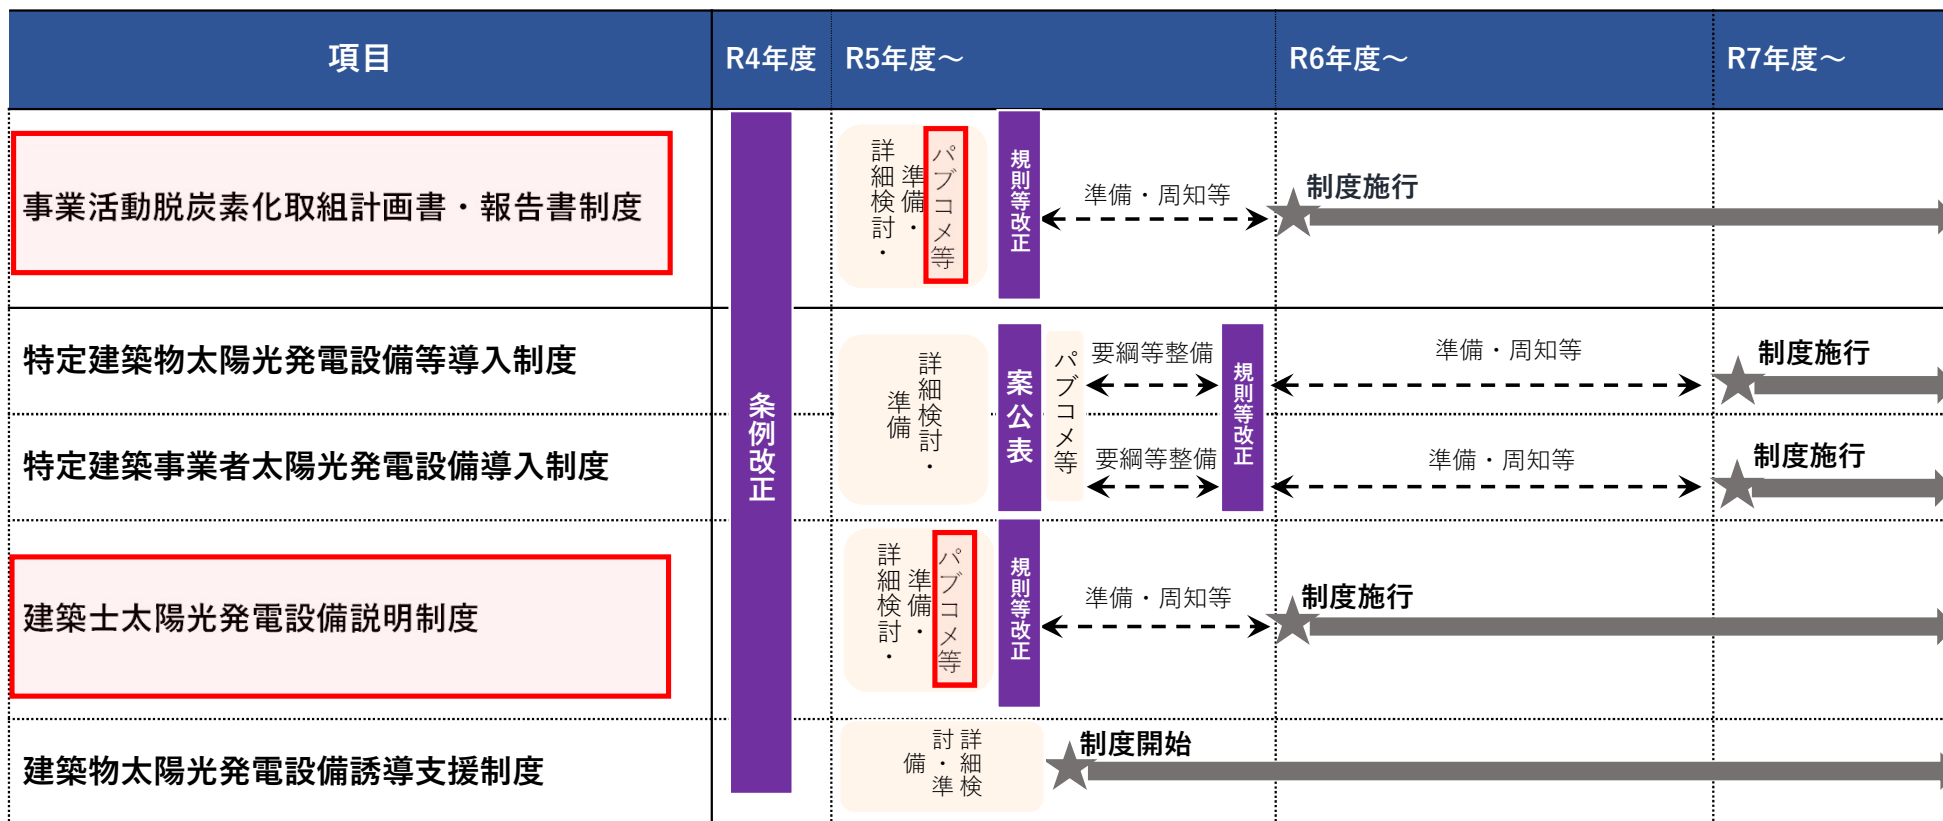 項目
R4年度
R5年度～
R6年度～
R7年度～
条例改正
事業活動脱炭素化取組計画書・報告書制度
詳細検討・
準備・
パブコメ等
規則等改正
準備・周知等
制度施行
特定建築物太陽光発電設備等導入制度
特定建築事業者太陽光発電設備導入制度
詳細検討・
準備
案公表
パブコメ等
要綱等整備
要綱等整備
規則等改正
準備・周知等
準備・周知等
制度施行
制度施行
建築士太陽光発電設備説明制度
詳細検討・
準備・
パブコメ等
規則等改正
準備・周知等
制度施行
建築物太陽光発電設備誘導支援制度
詳細検
討・準
備
制度開始